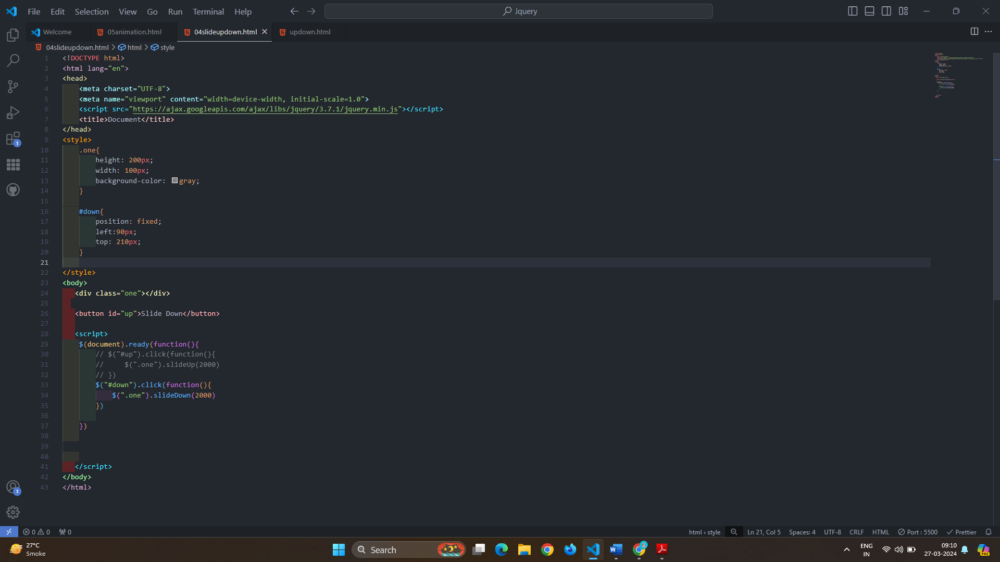 File Edit Selection View Go Run Terminal Help
Jquery
Welcome
05animation.html
04slideupdown.html
updown.html
04slideupdown.html > html > style
1 <!DOCTYPE html>
2 <html lang="en">
3 <head>
4 <meta charset="UTF-8">
5 <meta name="viewport" content="width=device-width, initial-scale=1.0">
6 <script src="https://ajax.googleapis.com/ajax/libs/jquery/3.7.1/jquery.min.js"></script>
7 <title>Document</title>
8 </head>
9 <style>
10 .one{
11 height: 200px;
12 width: 100px;
13 background-color: gray;
14 }
15
16 #down{
17 position: fixed;
18 left:90px;
19 top: 210px;
20 }
21
22 </style>
23 <body>
24 <div class="one"></div>
25
26 <button id="up">Slide Down</button>
27
28 <script>
29 $(document).ready(function(){
30 // $("#up").click(function(){
31 // $(".one").slideUp(2000)
32 // })
33 $("#down").click(function(){
34 $(".one").slideDown(2000)
35 })
36
37 })
38
39
40
41 </script>
42 </body>
43 </html>
1
1
0 0 0
html › style
Ln 21, Col 5 Spaces: 4 UTF-8 CRLF HTML Port : 5500 Prettier
27°C
Smoke
Search
ENG
IN
09:10
27-03-2024
PRE